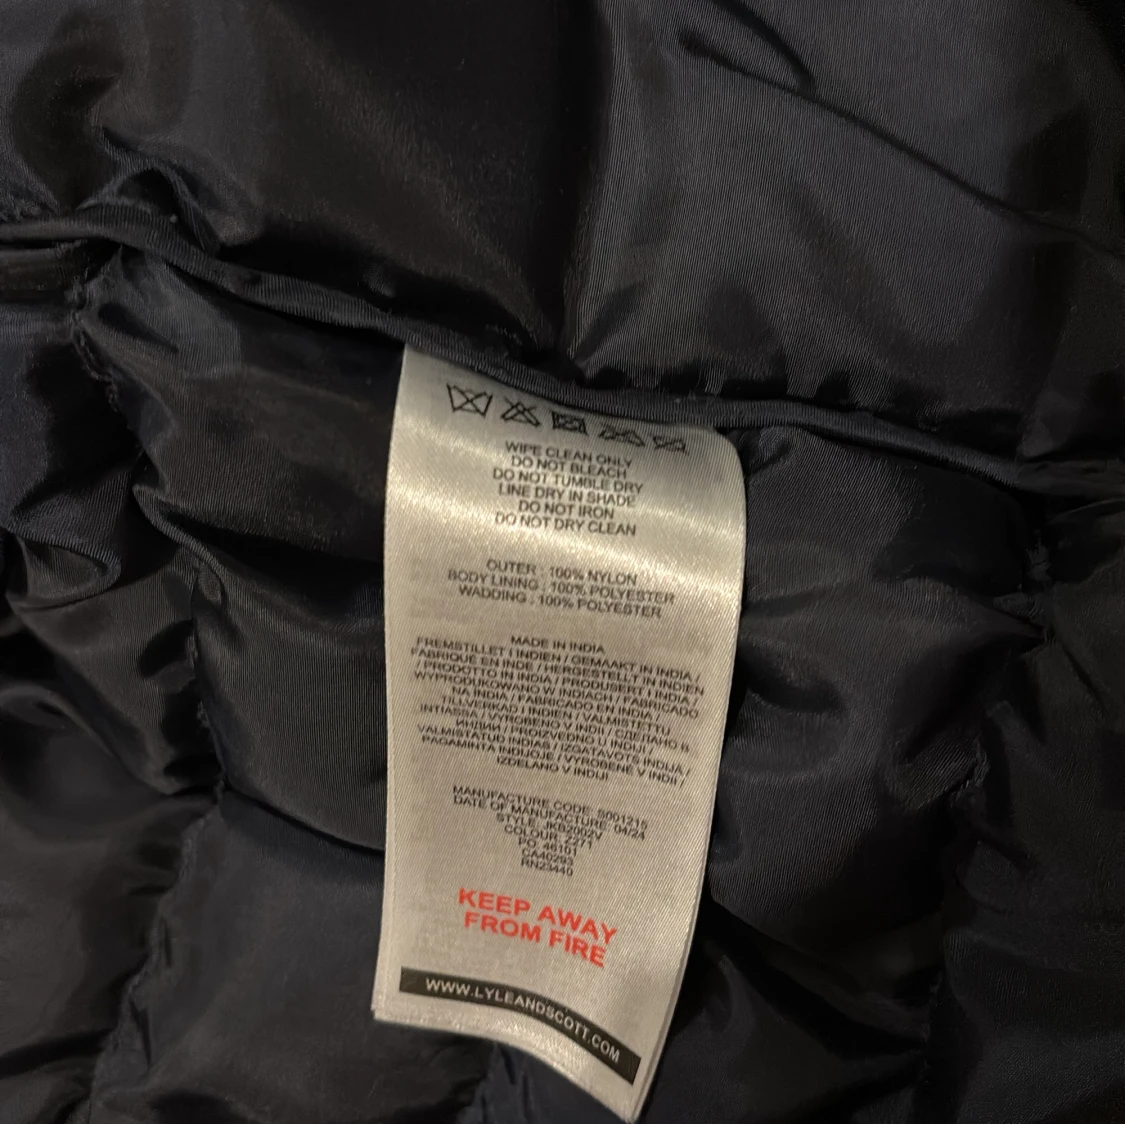 WIPE CLEAN ONLY
DO NOT BLEACH
DO NOT TUMBLE DRY
LINE DRY IN SHADE
DO NOT IRON
DO NOT DRY CLEAN
OUTER : 100% NYLON
BODY LINING : 100% POLYESTER
WADDING : 100% POLYESTER
MADE IN INDIA
FREMSTILLET I INDIEN / GEMAAKT IN INDIA /
FABRIQUÉ EN INDE / HERGESTELLT IN INDIEN
/ PRODOTTO IN INDIA / PRODUSERT I INDIA /
WYPRODUKOWANO W INDIACH / FABRICADO
NA ÍNDIA / FABRICADO EN INDIA /
TILLVERKAD I INDIEN / VALMISTETTU
INTIASSA / VYROBENO V INDII /
/ PROIZVEDENO U INDIJI /
VALMISTATUD INDIAS / IZGATAVOTS INDIJA /
PAGAMINTA INDIJOJE / VYROBENÉ V INDII /
IZDELANO V INDIJI
MANUFACTURE CODE: S001215
DATE OF MANUFACTURE: 04/24
STYLE: JKB2002V
COLOUR: Z271
PO: 46101
CA40293
RN23440
KEEP AWAY
FROM FIRE
WWW.LYLEANDSCOTT.COM